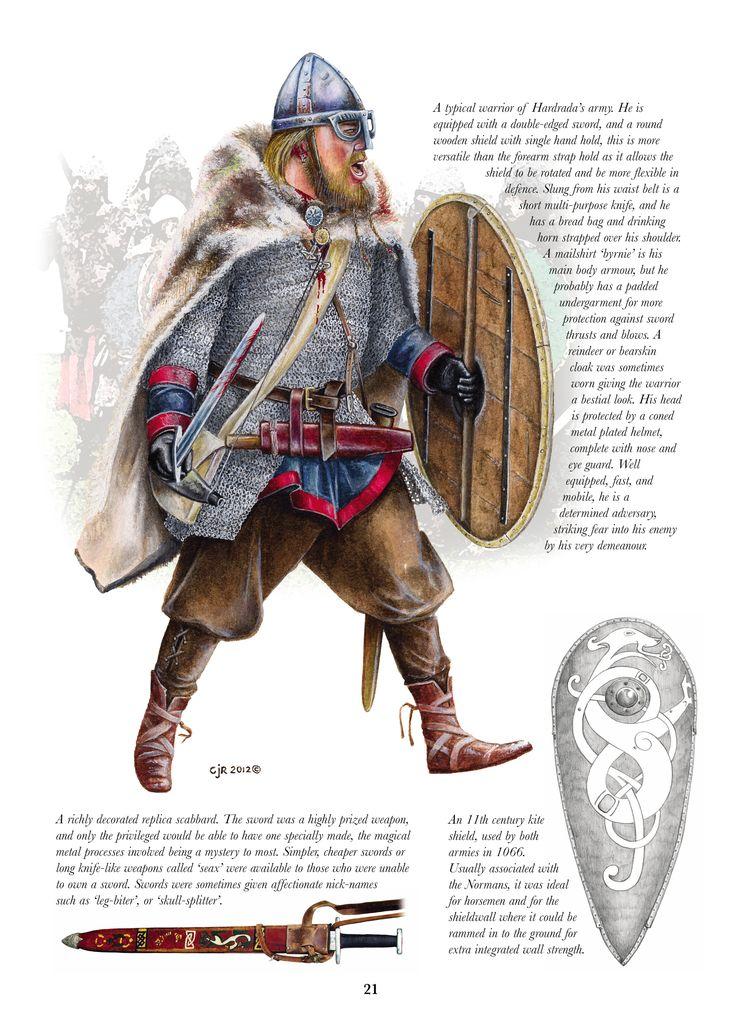 A typical warrior of Hardrada's army. He is
equipped with a double-edged sword, and a round
wooden shield with single hand hold, this is more
versatile than the forearm strap hold as it allows the
shield to be rotated and be more flexible in
defence. Slung from his waist belt is a
short multi-purpose knife, and he
has a bread bag and drinking
horn strapped over his shoulder.
A mailshirt 'byrnie' is his
main body armour, but he
probably has a padded
undergarment for more
protection against sword
thrusts and blows. A
reindeer or bearskin
cloak was sometimes
worn giving the warrior
a bestial look. His head
is protected by a coned
metal plated helmet,
complete with nose and
eye guard. Well
equipped, fast, and
mobile, he is a
determined adversary,
striking fear into his enemy
by his very demeanour.
CJR 2012©
A richly decorated replica scabbard. The sword was a highly prized weapon,
and only the privileged would be able to have one specially made, the magical
metal processes involved being a mystery to most. Simpler, cheaper swords or
long knife-like weapons called 'seax' were available to those who were unable
to own a sword. Swords were sometimes given affectionate nick-names
such as 'leg-biter', or 'skull-splitter'.
An 11th century kite
shield, used by both
armies in 1066.
Usually associated with
the Normans, it was ideal
for horsemen and for the
shieldwall where it could be
rammed in to the ground for
extra integrated wall strength.
21